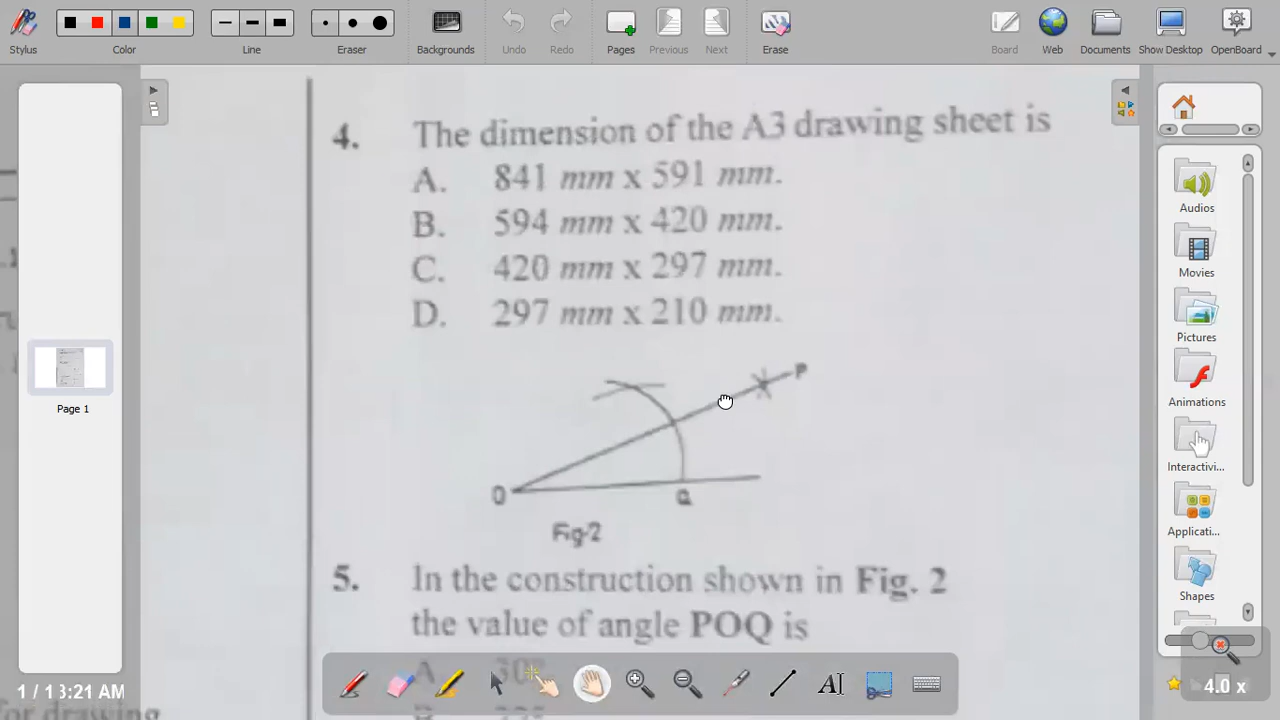 Stylus
Color
Line
Eraser
Backgrounds
Undo
Redo
Pages
Previous
Next
Erase
Board
Web
Documents
Show Desktop
OpenBoard
4. The dimension of the A3 drawing sheet is
A. 841 mm x 591 mm.
B. 594 mm x 420 mm.
C. 420 mm x 297 mm.
D. 297 mm x 210 mm.
P
O
Q
Fig-2
5. In the construction shown in Fig. 2
the value of angle POQ is
A
for drawing
Page 1
1 / 1
3:21 AM
Audios
Movies
Pictures
Animations
Interactivi...
Applicati...
Shapes
4.0 x